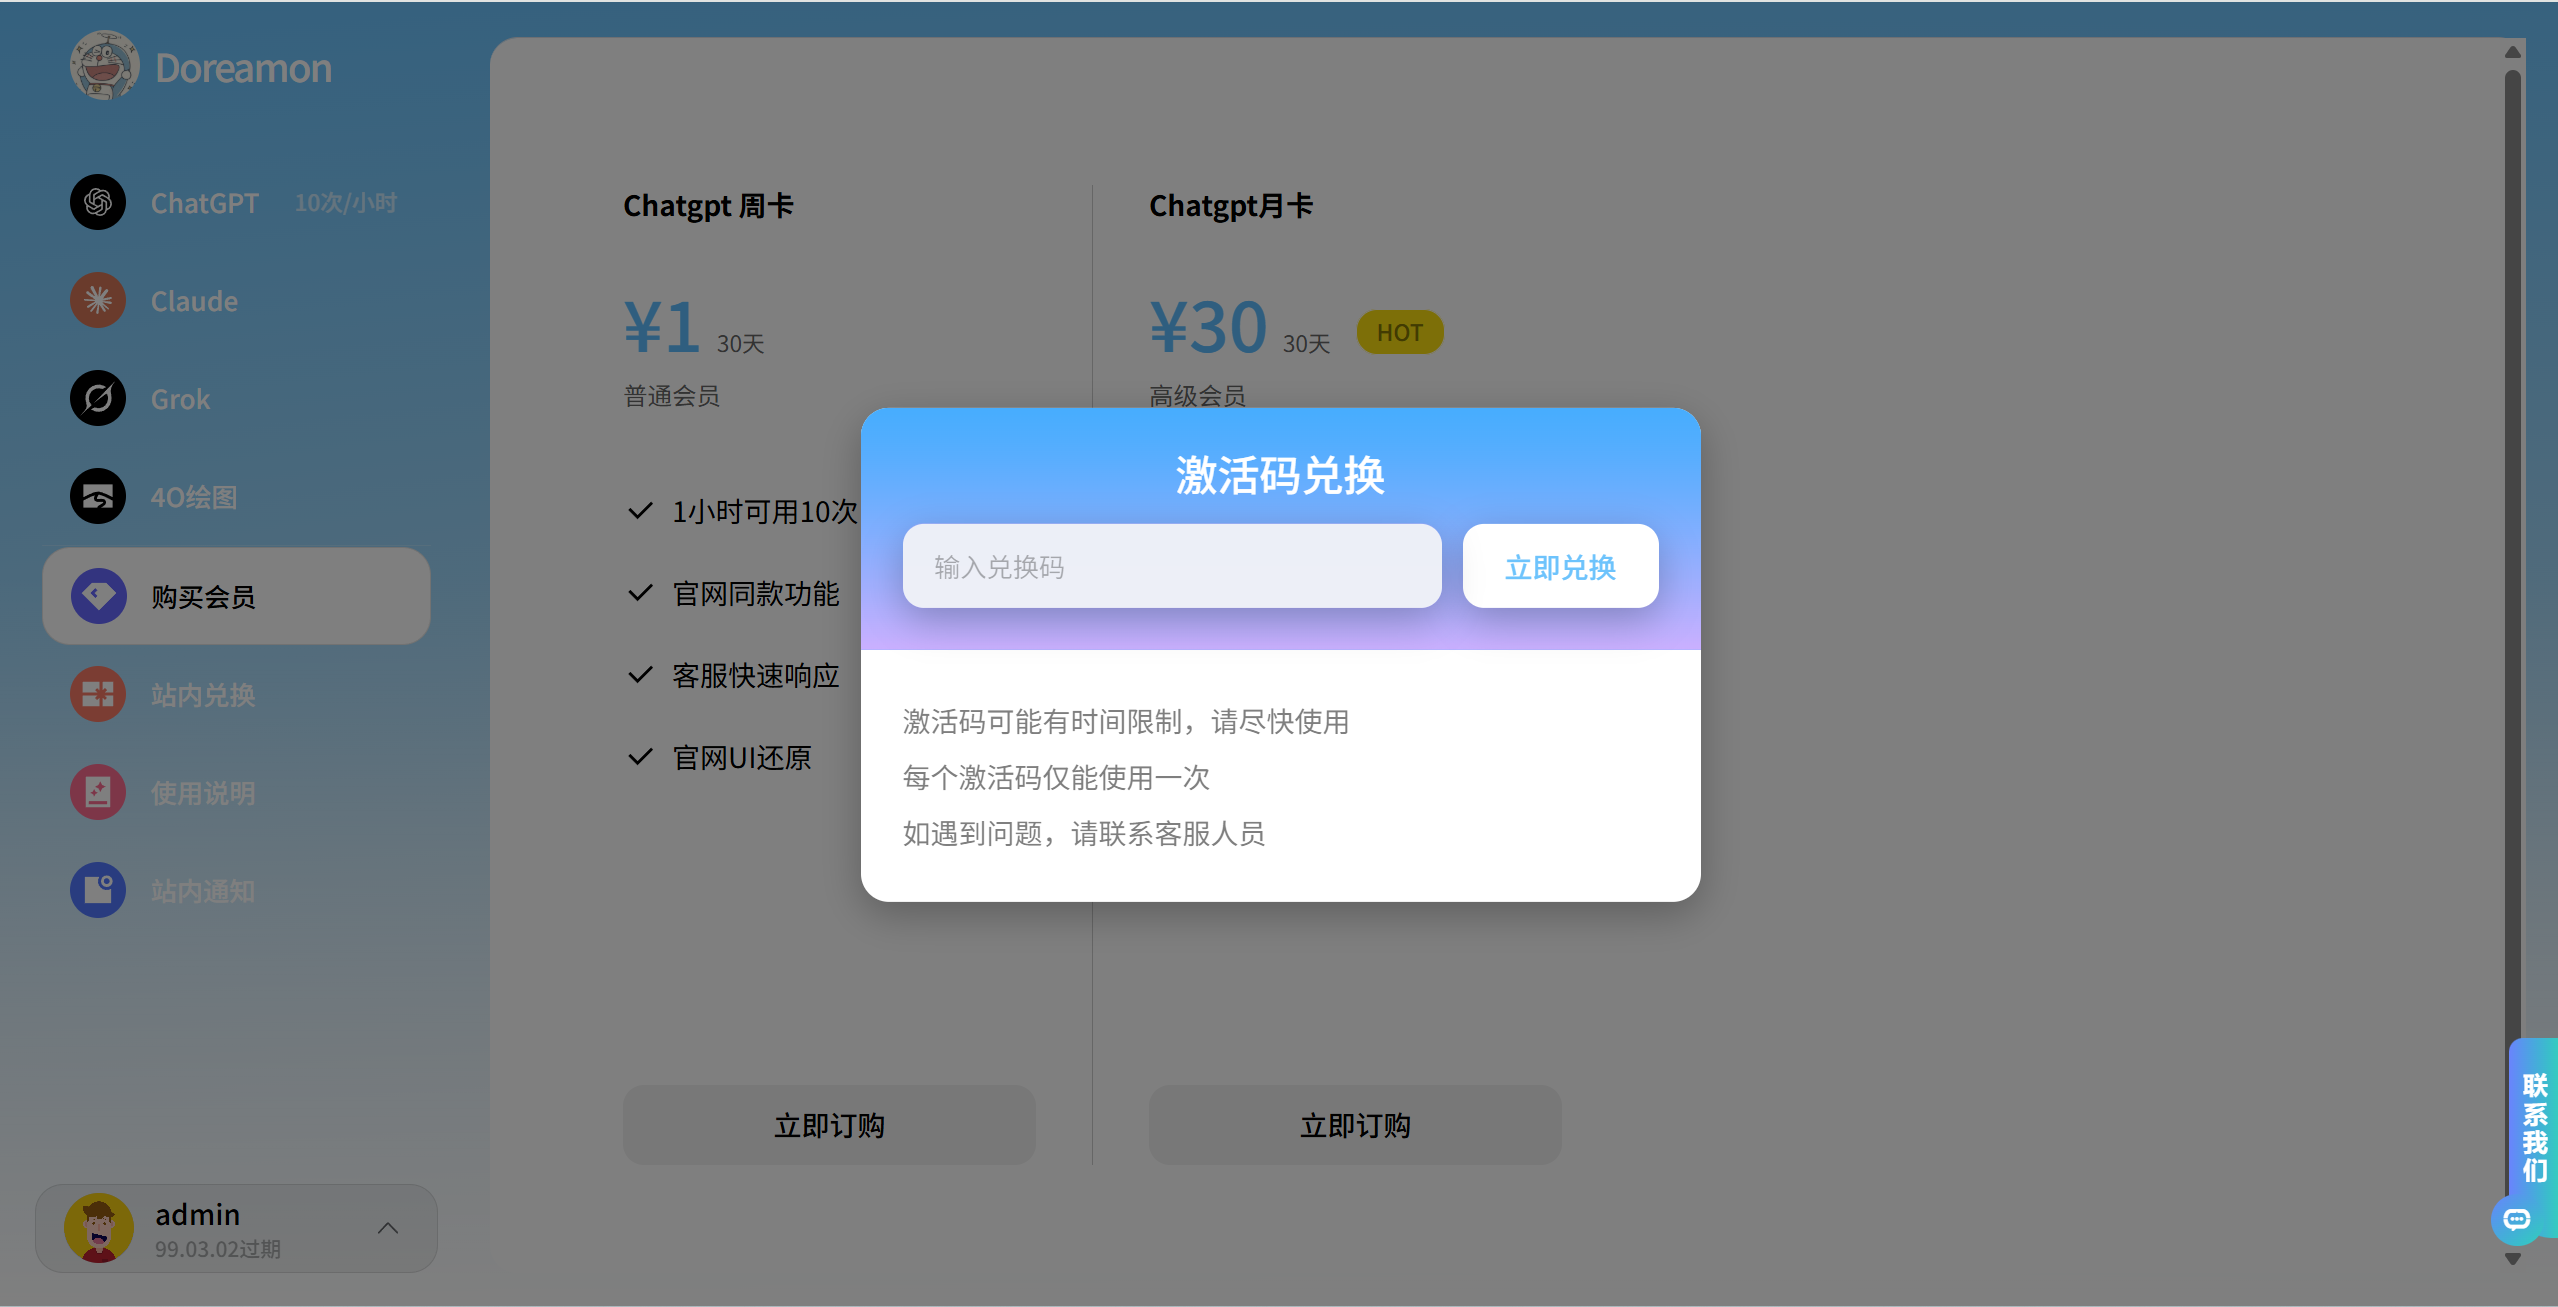 Doreamon
ChatGPT 10次/小时
Claude
Grok
4O绘图
购买会员
站内兑换
使用说明
站内通知
admin
99.03.02过期
Chatgpt 周卡
¥1 30天
普通会员
1小时可用10次
官网同款功能
客服快速响应
官网UI还原
立即订购
Chatgpt月卡
¥30 30天 HOT
高级会员
立即订购
激活码兑换
输入兑换码 立即兑换
激活码可能有时间限制，请尽快使用
每个激活码仅能使用一次
如遇到问题，请联系客服人员
联系我们